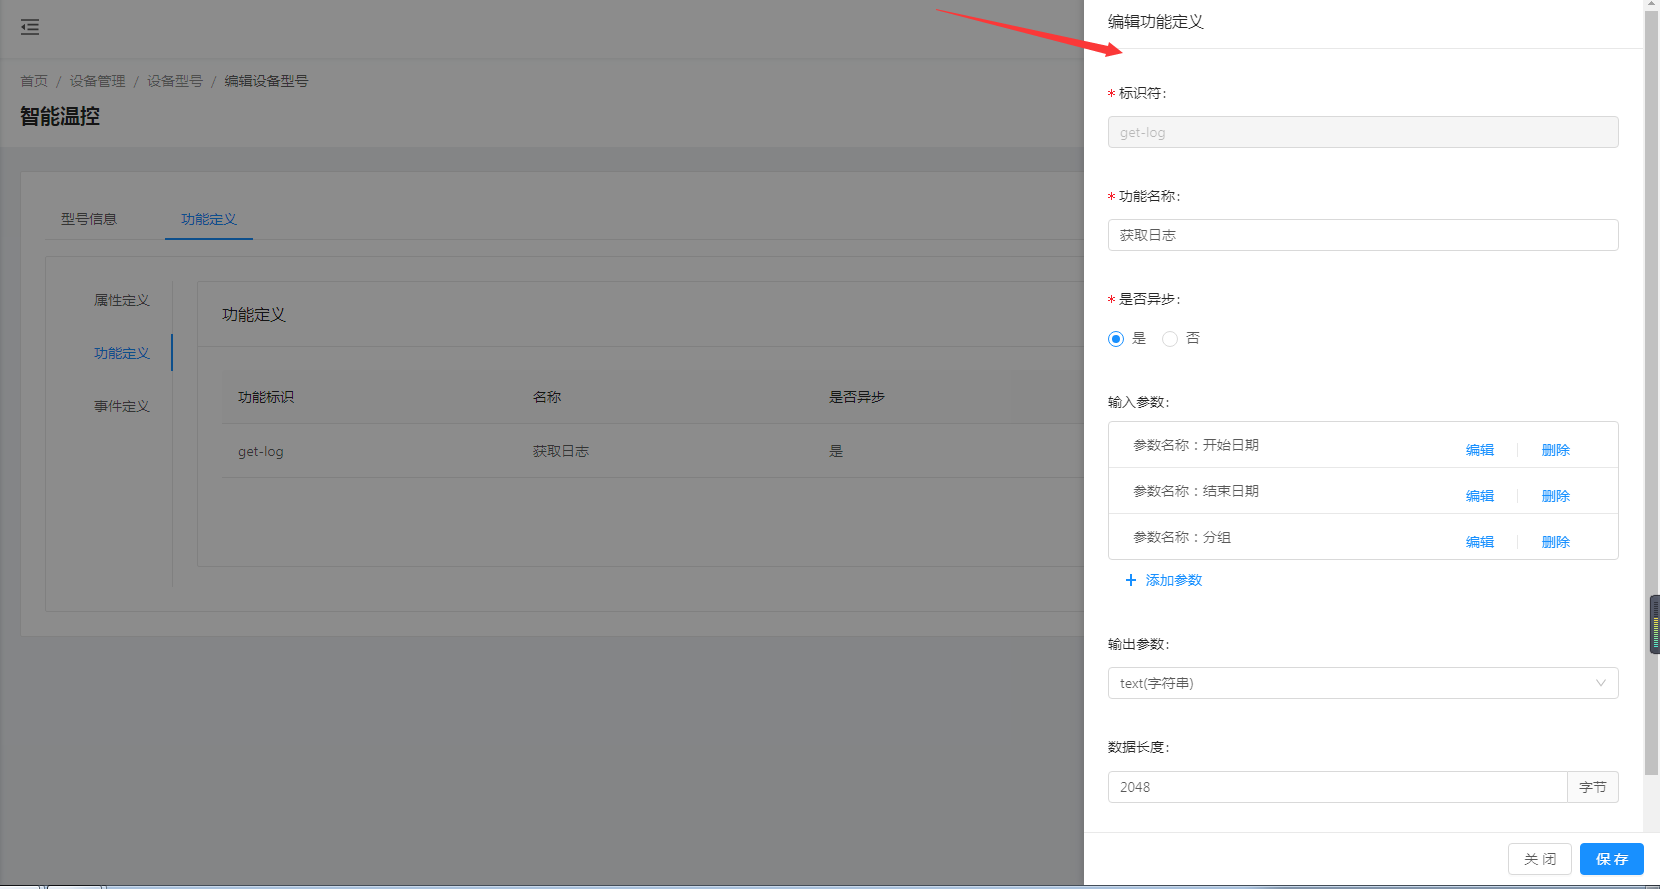 首页 / 设备管理 / 设备型号 / 编辑设备型号
智能温控
型号信息 功能定义
属性定义
功能定义
事件定义
功能定义
功能标识 名称 是否异步
get-log 获取日志 是
编辑功能定义
* 标识符:
get-log
* 功能名称:
获取日志
* 是否异步:
是 否
输入参数:
参数名称：开始日期 编辑 删除
参数名称：结束日期 编辑 删除
参数名称：分组 编辑 删除
+ 添加参数
输出参数:
text(字符串)
数据长度:
2048 字节
关 闭 保 存